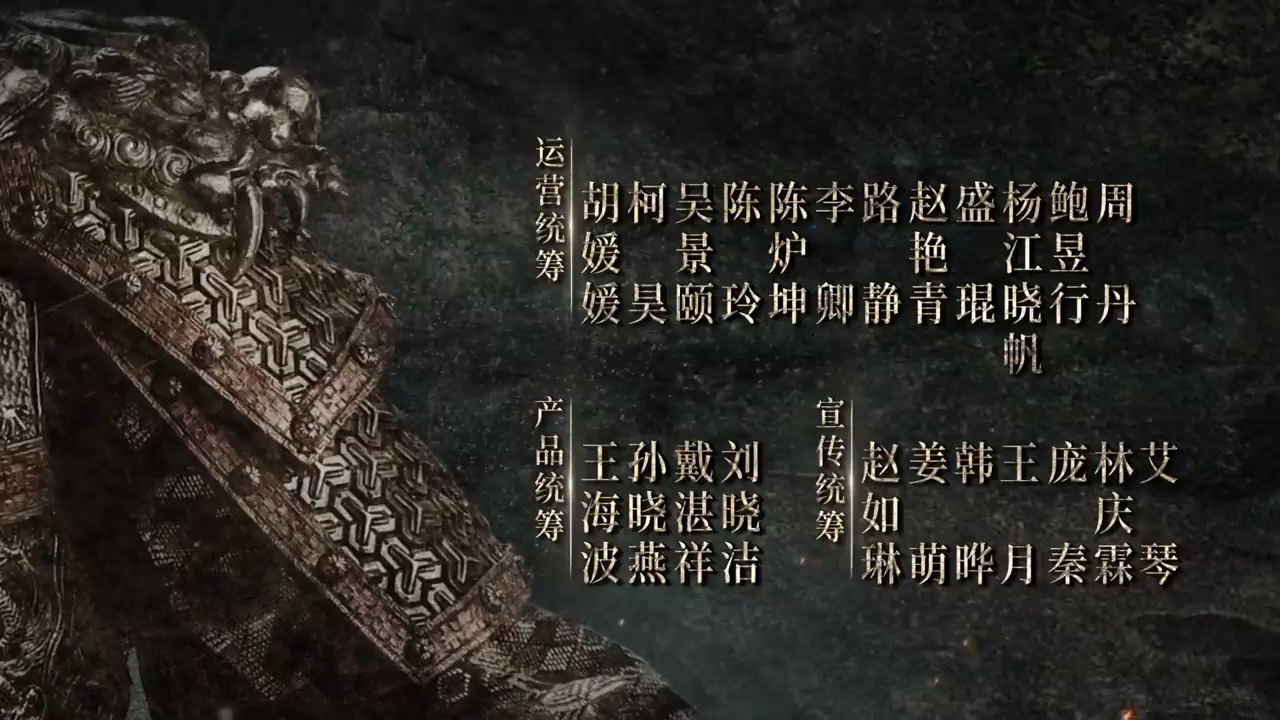 运营统筹
胡媛媛
柯昊
吴景颐
陈玲
陈炉坤
李卿
路静
赵艳青
盛琨
杨江晓帆
鲍昱行
周丹
产品统筹
王海波
孙晓燕
戴湛祥
刘晓洁
宣传统筹
赵如琳
姜萌
韩晔
王月
庞秦
林庆霖
艾琴